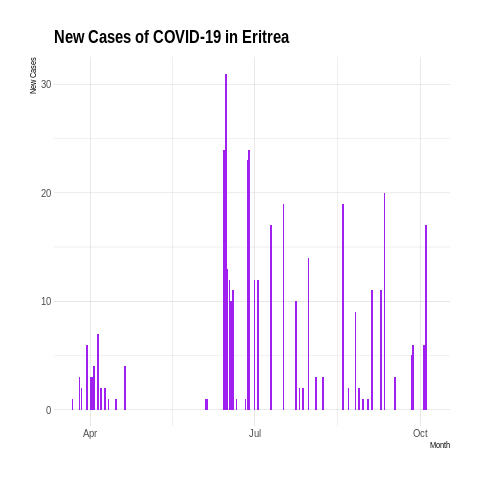 New Cases of COVID-19 in Eritrea
New Cases
30
20
10
0
Apr
Jul
Oct
Month